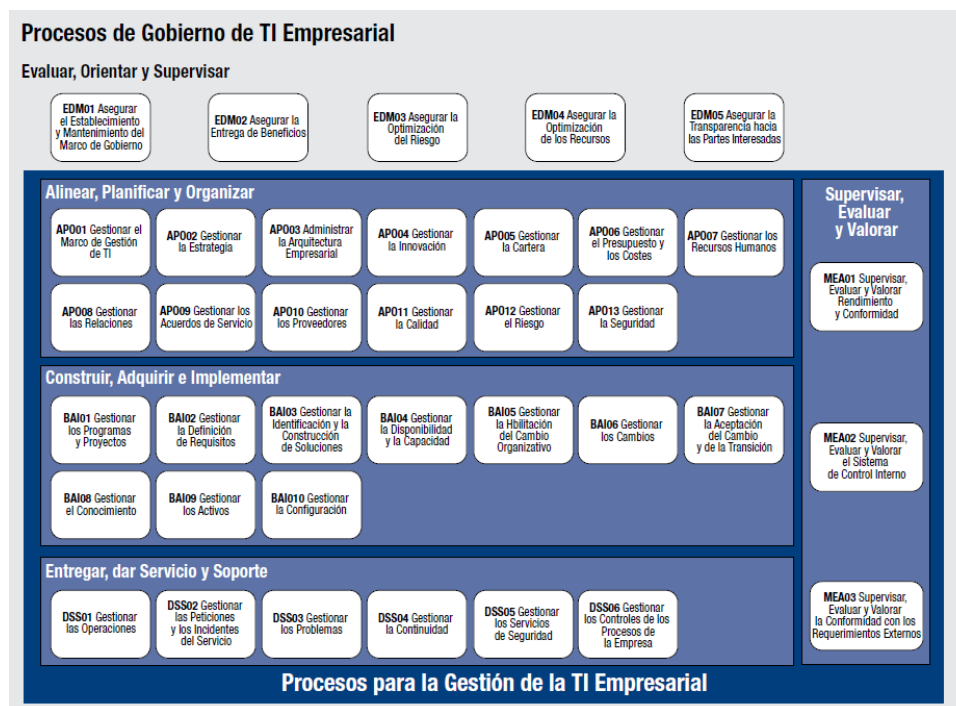 Procesos de Gobierno de TI Empresarial
Evaluar, Orientar y Supervisar
EDM01 Asegurar
el Establecimiento
y Mantenimiento del
Marco de Gobierno
EDM02 Asegurar la
Entrega de Beneficios
EDM03 Asegurar la
Optimización
del Riesgo
EDM04 Asegurar la
Optimización
de los Recursos
EDM05 Asegurar la
Transparencia hacia
las Partes Interesadas
Alinear, Planificar y Organizar
APO01 Gestionar el
Marco de Gestión
de TI
APO02 Gestionar
la Estrategia
APO03 Administrar
la Arquitectura
Empresarial
APO04 Gestionar
la Innovación
APO05 Gestionar
la Cartera
APO06 Gestionar
el Presupuesto y
los Costes
APO07 Gestionar los
Recursos Humanos
APO08 Gestionar
las Relaciones
APO09 Gestionar los
Acuerdos de Servicio
APO10 Gestionar
los Proveedores
APO11 Gestionar
la Calidad
APO12 Gestionar
el Riesgo
APO13 Gestionar
la Seguridad
Construir, Adquirir e Implementar
BAI01 Gestionar
los Programas
y Proyectos
BAI02 Gestionar
la Definición
de Requisitos
BAI03 Gestionar la
Identificación y la
Construcción
de Soluciones
BAI04 Gestionar
la Disponibilidad
y la Capacidad
BAI05 Gestionar
la Hbilitación
del Cambio
Organizativo
BAI06 Gestionar
los Cambios
BAI07 Gestionar
la Aceptación
del Cambio
y de la Transición
BAI08 Gestionar
el Conocimiento
BAI09 Gestionar
los Activos
BAI010 Gestionar
la Configuración
Entregar, dar Servicio y Soporte
DSS01 Gestionar
las Operaciones
DSS02 Gestionar
las Peticiones
y los Incidentes
del Servicio
DSS03 Gestionar
los Problemas
DSS04 Gestionar
la Continuidad
DSS05 Gestionar
los Servicios
de Seguridad
DSS06 Gestionar
los Controles de los
Procesos de
la Empresa
Supervisar,
Evaluar
y Valorar
MEA01 Supervisar,
Evaluar y Valorar
Rendimiento
y Conformidad
MEA02 Supervisar,
Evaluar y Valorar
el Sistema
de Control Interno
MEA03 Supervisar,
Evaluar y Valorar
la Conformidad con los
Requerimientos Externos
Procesos para la Gestión de la TI Empresarial